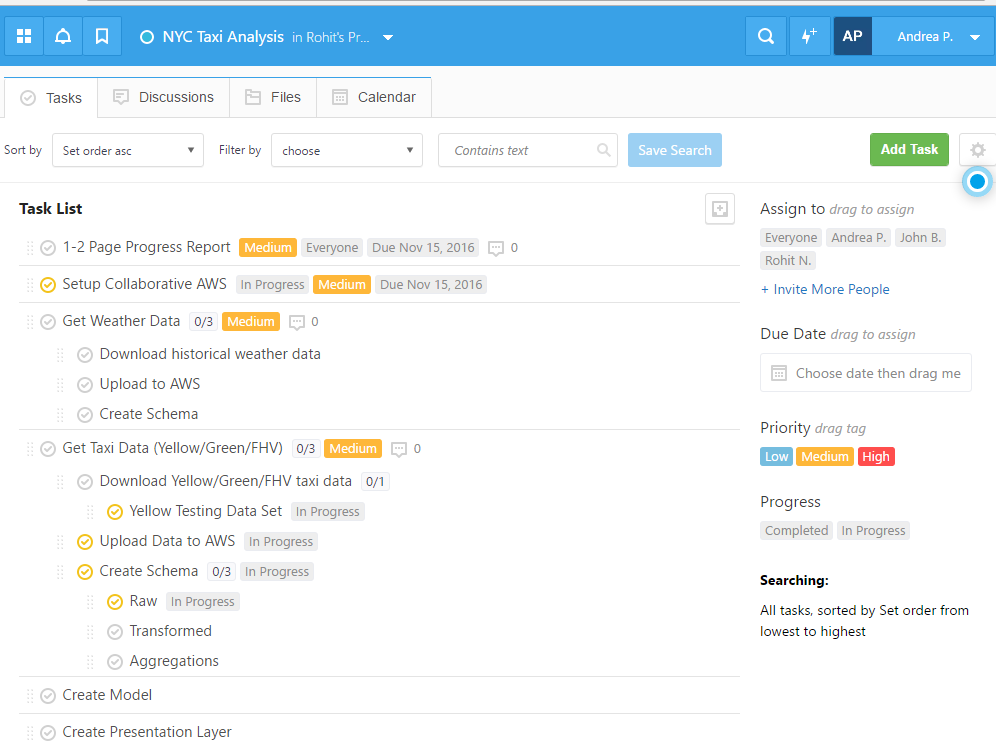 NYC Taxi Analysis in Rohit's Pr... AP Andrea P.
Tasks Discussions Files Calendar
Sort by Set order asc Filter by choose Contains text Save Search Add Task
Task List
1-2 Page Progress Report Medium Everyone Due Nov 15, 2016 0
Setup Collaborative AWS In Progress Medium Due Nov 15, 2016
Get Weather Data 0/3 Medium 0
Download historical weather data
Upload to AWS
Create Schema
Get Taxi Data (Yellow/Green/FHV) 0/3 Medium 0
Download Yellow/Green/FHV taxi data 0/1
Yellow Testing Data Set In Progress
Upload Data to AWS In Progress
Create Schema 0/3 In Progress
Raw In Progress
Transformed
Aggregations
Create Model
Create Presentation Layer
Assign to drag to assign
Everyone Andrea P. John B.
Rohit N.
+ Invite More People
Due Date drag to assign
Choose date then drag me
Priority drag tag
Low Medium High
Progress
Completed In Progress
Searching:
All tasks, sorted by Set order from
lowest to highest